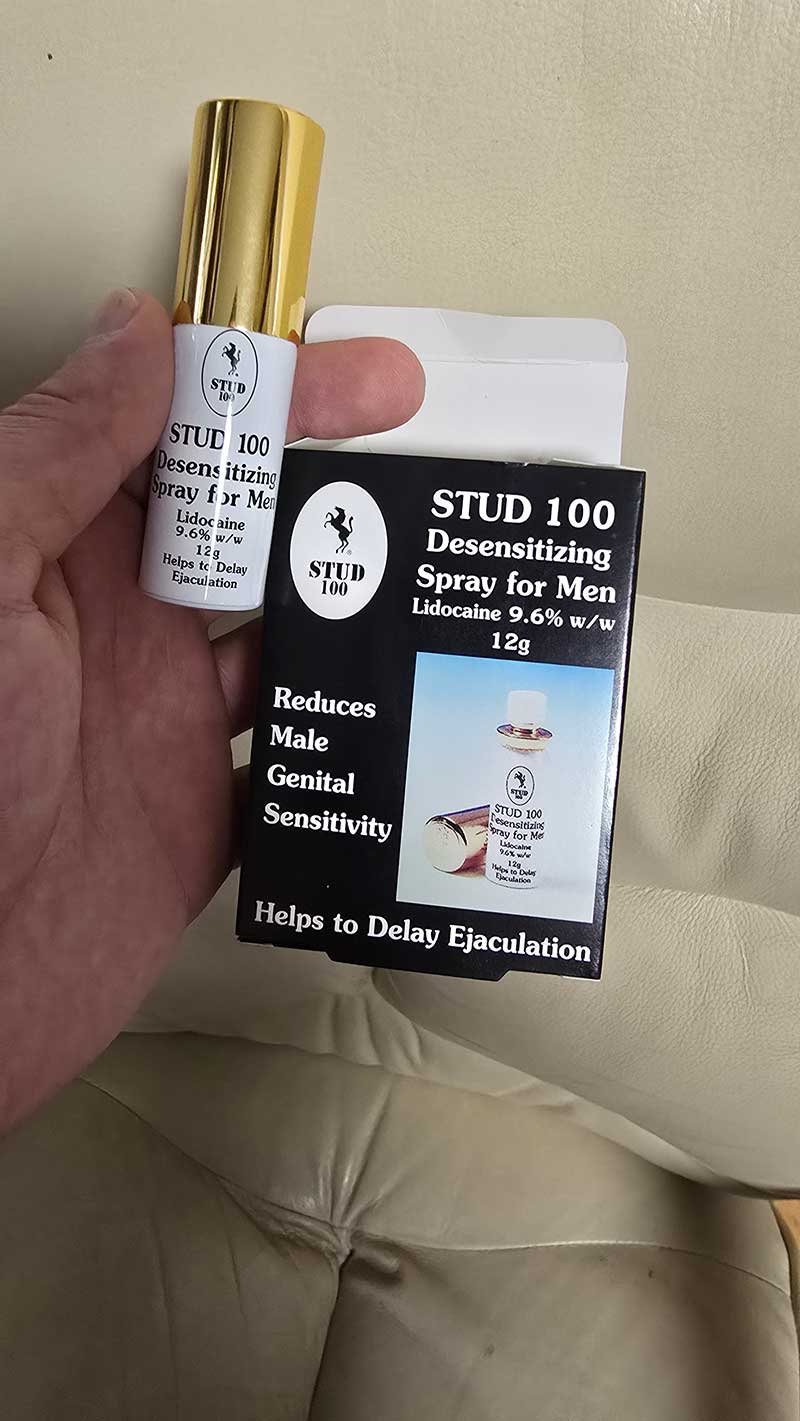 STUD
100
STUD 100
Desensitizing
Spray for Men
Lidocaine
9.6% w/w
12g
Helps to Delay
Ejaculation
STUD
100
STUD 100
Desensitizing
Spray for Men
Lidocaine 9.6% w/w
12g
Reduces
Male
Genital
Sensitivity
STUD
100
STUD 100
Desensitizing
Spray for Men
Lidocaine
9.6% w/w
12g
Helps to Delay
Ejaculation
Helps to Delay Ejaculation